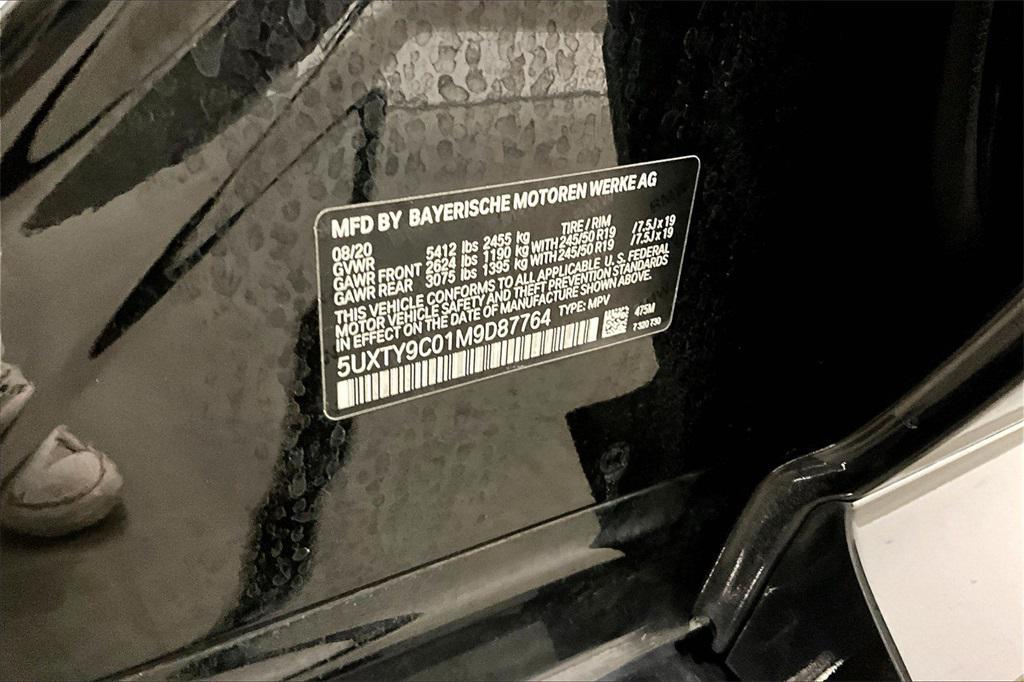 MFD BY BAYERISCHE MOTOREN WERKE AG
08/20 TIRE / RIM
GVWR 5412 lbs 2455 kg
GAWR FRONT 2624 lbs 1190 kg WITH 245/50 R19 /7.5J x 19
GAWR REAR 3075 lbs 1395 kg WITH 245/50 R19 /7.5J x 19
THIS VEHICLE CONFORMS TO ALL APPLICABLE U. S. FEDERAL
MOTOR VEHICLE SAFETY AND THEFT PREVENTION STANDARDS
IN EFFECT ON THE DATE OF MANUFACTURE SHOWN ABOVE.
5UXTY9C01M9D87764 TYPE: MPV 475M
7 320 730